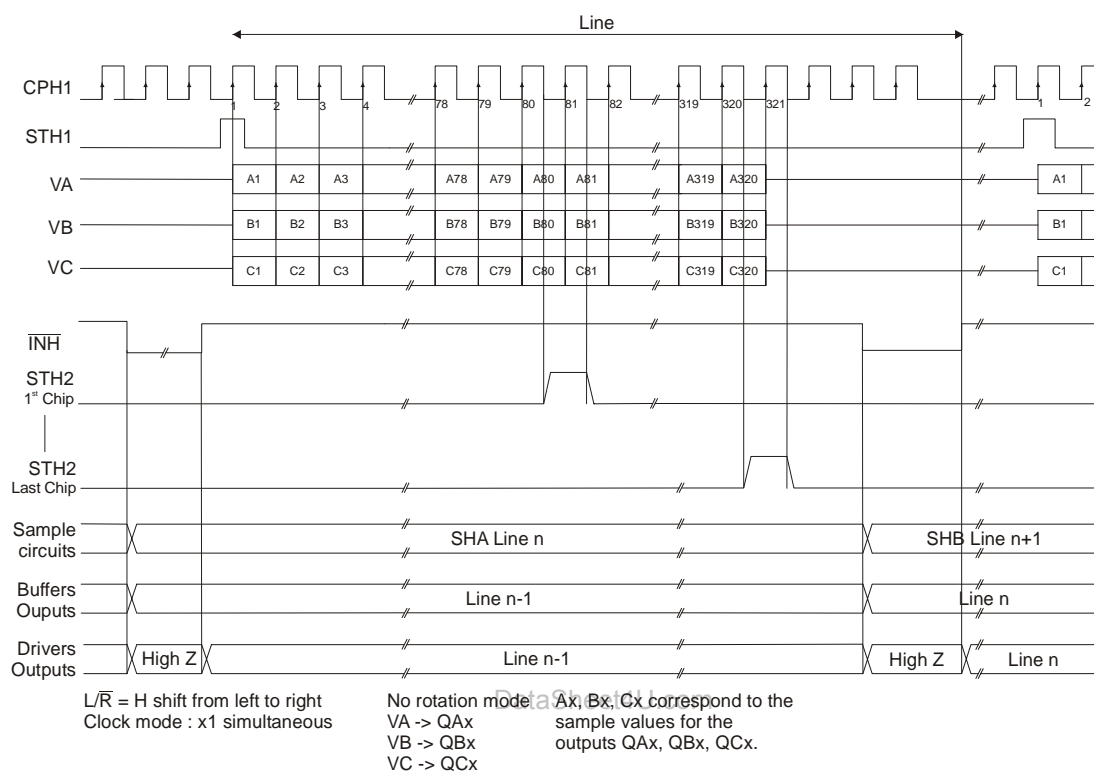 Line
CPH1
1 2 3 4 78 79 80 81 82 319 320 321 1 2
STH1
VA A1 A2 A3 A78 A79 A80 A81 A319 A320 A1
VB B1 B2 B3 B78 B79 B80 B81 B319 B320 B1
VC C1 C2 C3 C78 C79 C80 C81 C319 C320 C1
INH
STH2
1st Chip
STH2
Last Chip
Sample
circuits
SHA Line n SHB Line n+1
Buffers
Ouputs
Line n-1 Line n
Drivers
Outputs
High Z Line n-1 High Z Line n
L/R = H shift from left to right
Clock mode : x1 simultaneous
No rotation mode
VA -> QAx
VB -> QBx
VC -> QCx
DataSheet4U.com
Ax, Bx, Cx correspond to the
sample values for the
outputs QAx, QBx, QCx.